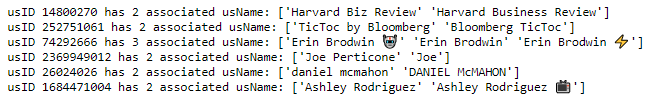 usID 14800270 has 2 associated usName: ['Harvard Biz Review' 'Harvard Business Review']
usID 252751061 has 2 associated usName: ['TicToc by Bloomberg' 'Bloomberg TicToc']
usID 74292666 has 3 associated usName: ['Erin Brodwin 🐷' 'Erin Brodwin' 'Erin Brodwin ⚡']
usID 2369949012 has 2 associated usName: ['Joe Perticone' 'Joe']
usID 26024026 has 2 associated usName: ['daniel mcmahon' 'DANIEL McMAHON']
usID 1684471004 has 2 associated usName: ['Ashley Rodriguez' 'Ashley Rodriguez 📺']